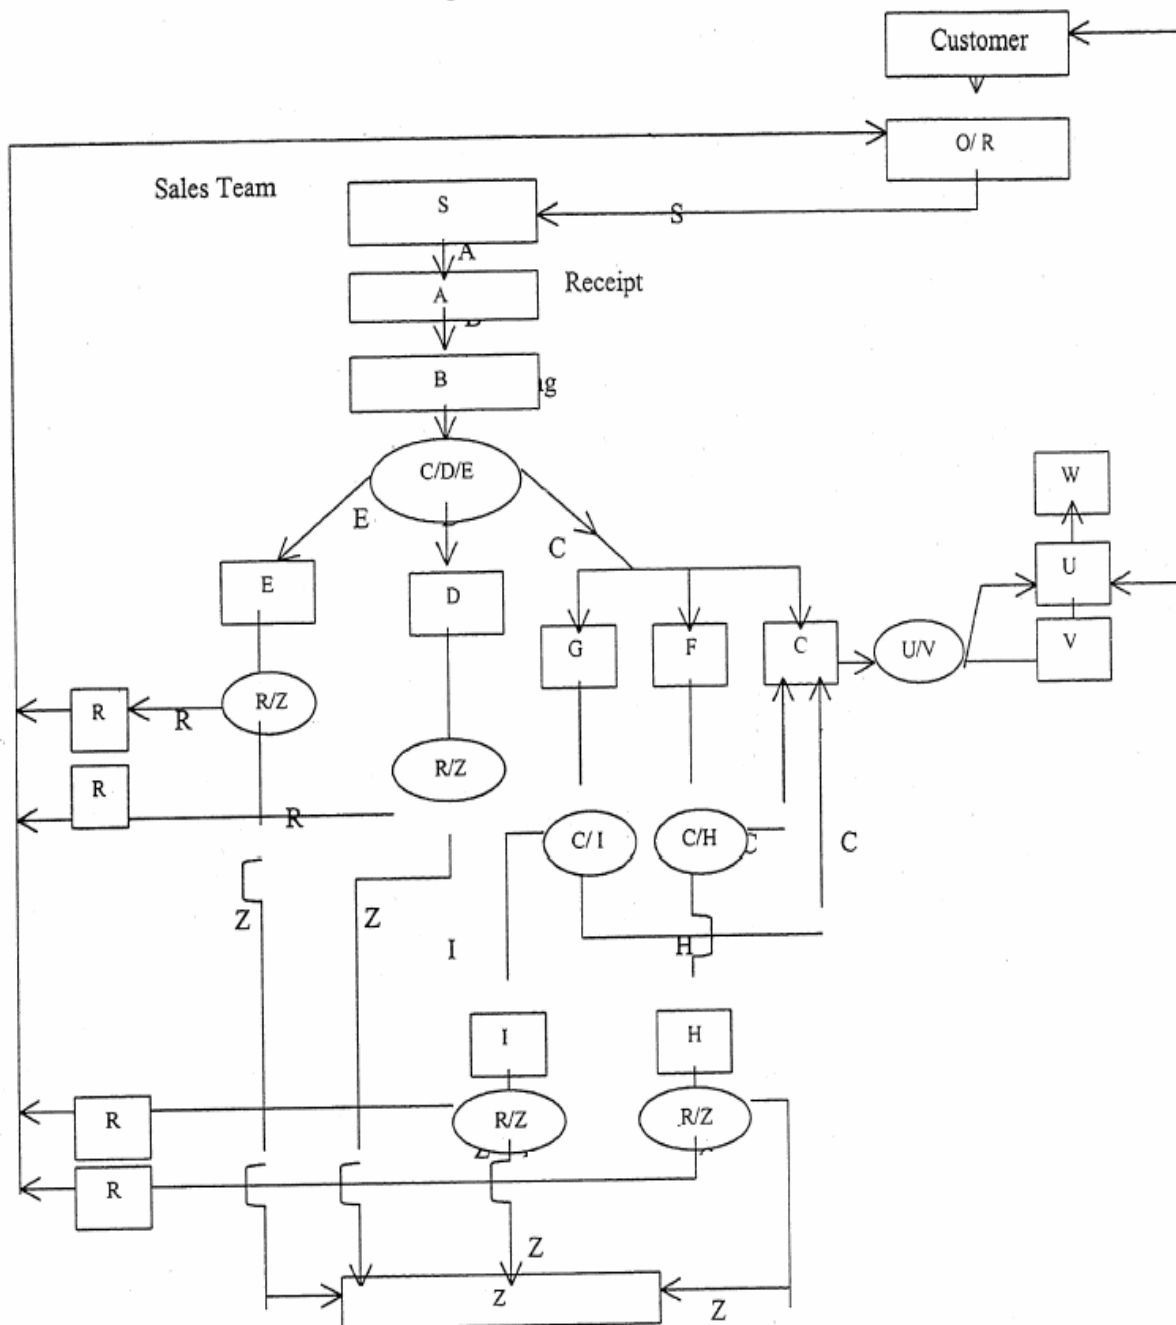 Customer
O/ R
Sales Team
S
S
A
Receipt
A
B
C/D/E
W
E
C
U
E
D
G
F
C
U/V
V
R/Z
R
R
R/Z
R
R
C/ I
C/H
C
C
Z
Z
I
H
I
H
R
R/Z
R/Z
R
Z
Z
Z